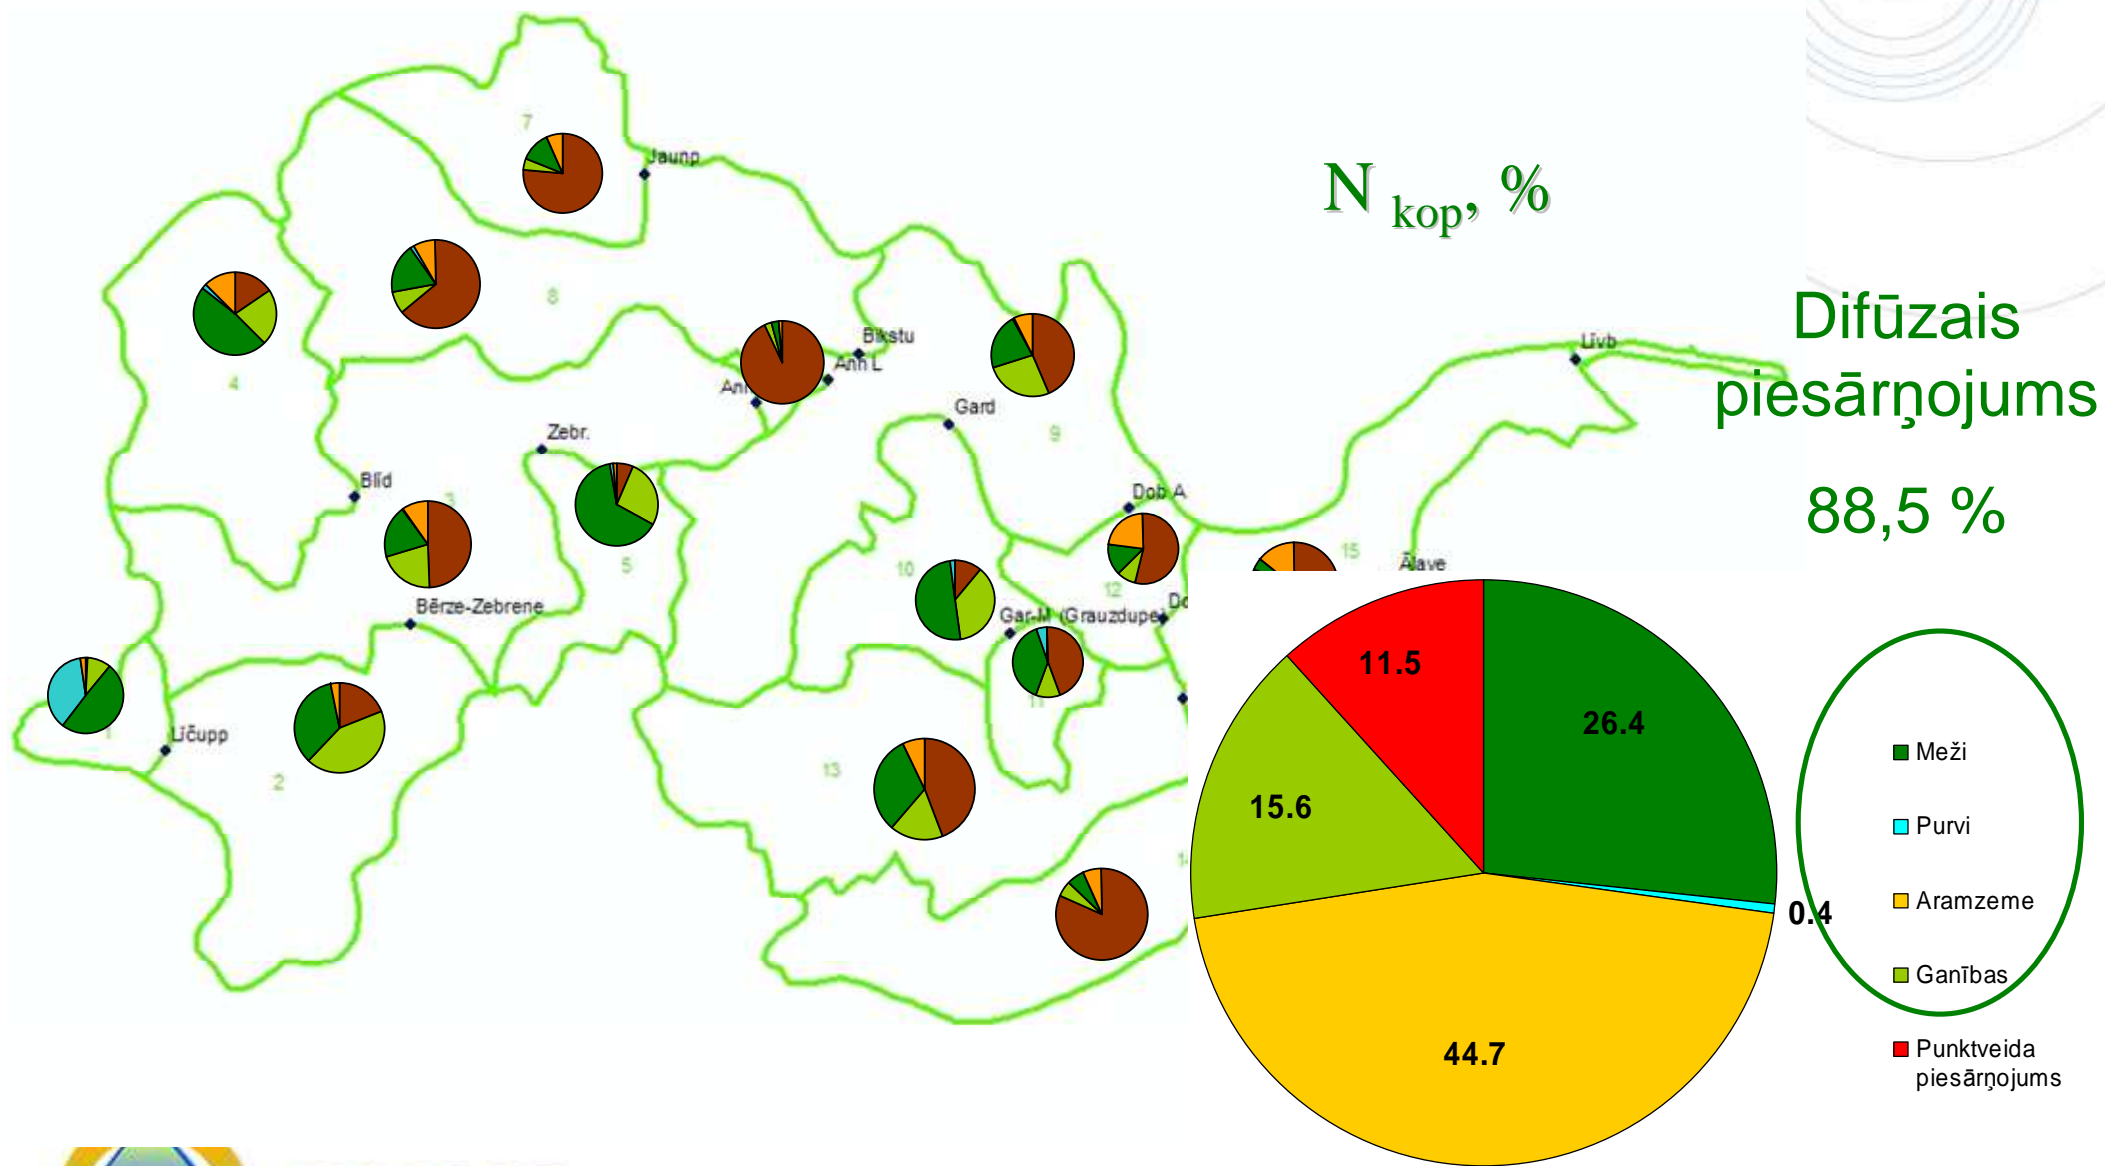 7
Jaunp
N kop, %
Difūzais
piesārņojums
88,5 %
8
4
Bikstu
Ann L
Līvb
Gard
9
Zebr.
Blīd
3
5
Dob A
15
Ālave
10
12
Bērze-Zebrene
Gar-M (Grauzdupe)
11
1
Līčupp
2
13
11.5
26.4
15.6
0.4
44.7
Meži
Purvi
Aramzeme
Ganības
Punktveida
piesārņojums